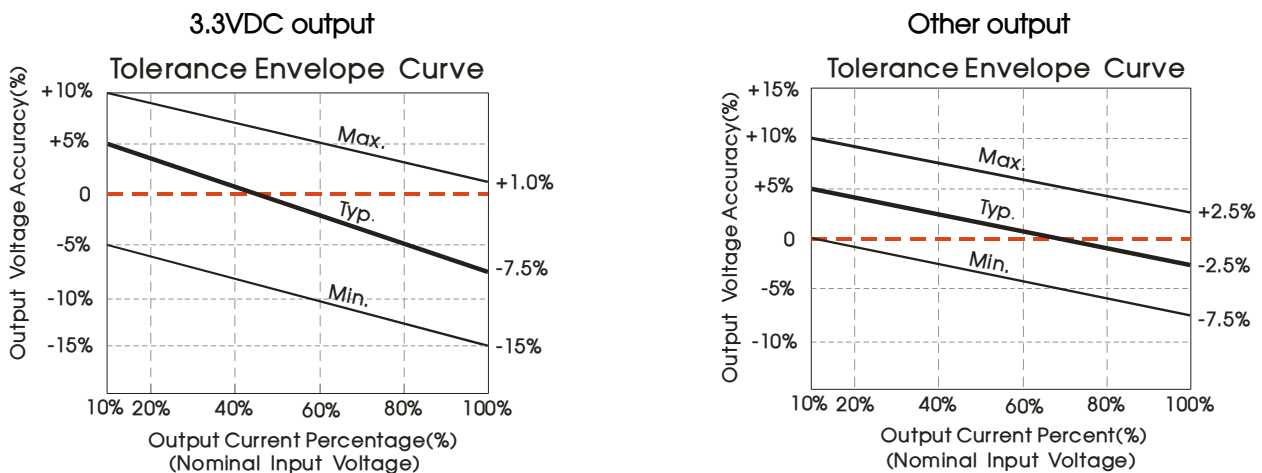 3.3VDC output
Tolerance Envelope Curve
Output Voltage Accuracy(%)
+10%
+5%
0
-5%
-10%
-15%
Max.
Typ.
Min.
+1.0%
-7.5%
-15%
10% 20% 40% 60% 80% 100%
Output Current Percentage(%)
(Nominal Input Voltage)
Other output
Tolerance Envelope Curve
Output Voltage Accuracy(%)
+15%
+10%
+5%
0
-5%
-10%
Max.
Typ.
Min.
+2.5%
-2.5%
-7.5%
10% 20% 40% 60% 80% 100%
Output Current Percent(%)
(Nominal Input Voltage)